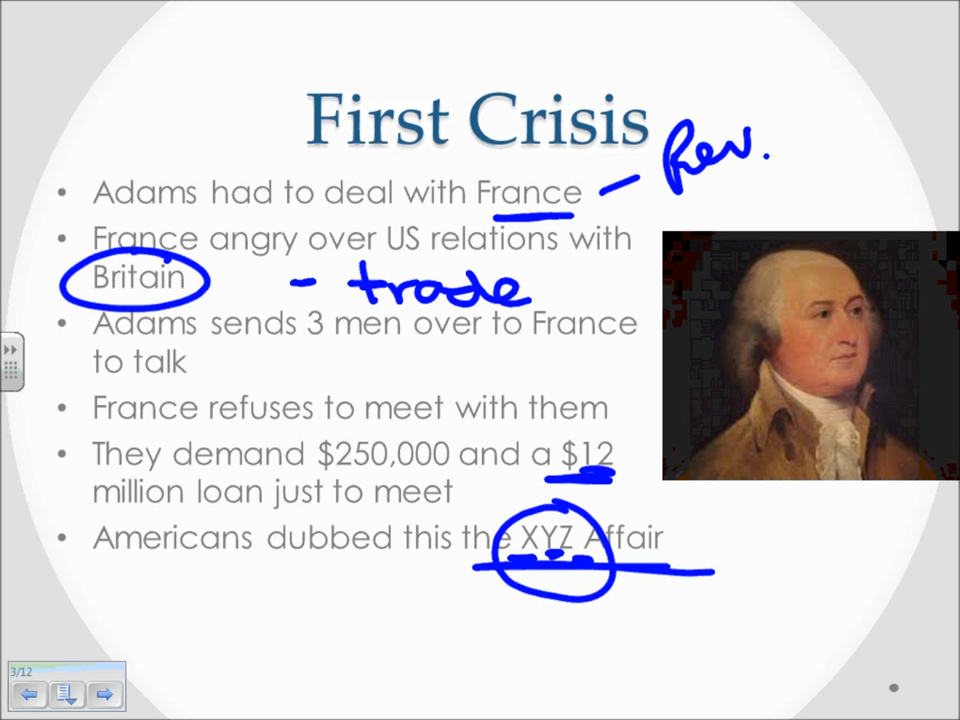 First Crisis
• Adams had to deal with France – Rev.
• France angry over US relations with
Britain - trade
• Adams sends 3 men over to France
to talk
• France refuses to meet with them
• They demand $250,000 and a $12
million loan just to meet
• Americans dubbed this the XYZ Affair
3/12